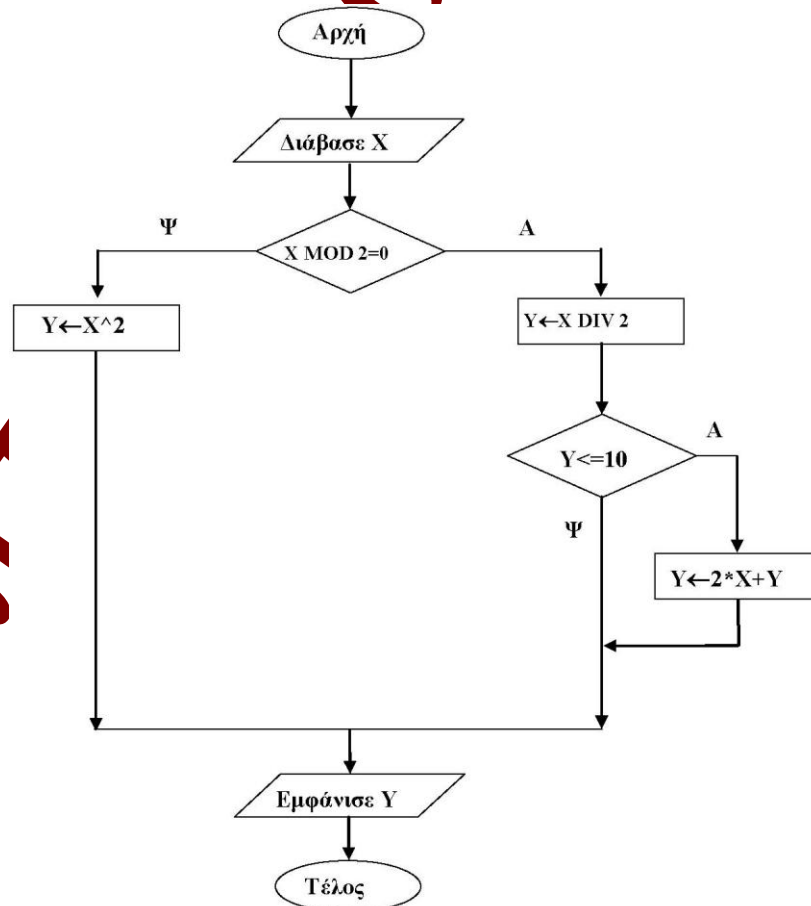 Αρχή
Διάβασε Χ
Ψ
Α
X MOD 2=0
Υ←Χ^2
Υ←Χ DIV 2
Α
Υ<=10
Ψ
Υ←2*Χ+Υ
Εμφάνισε Υ
Τέλος